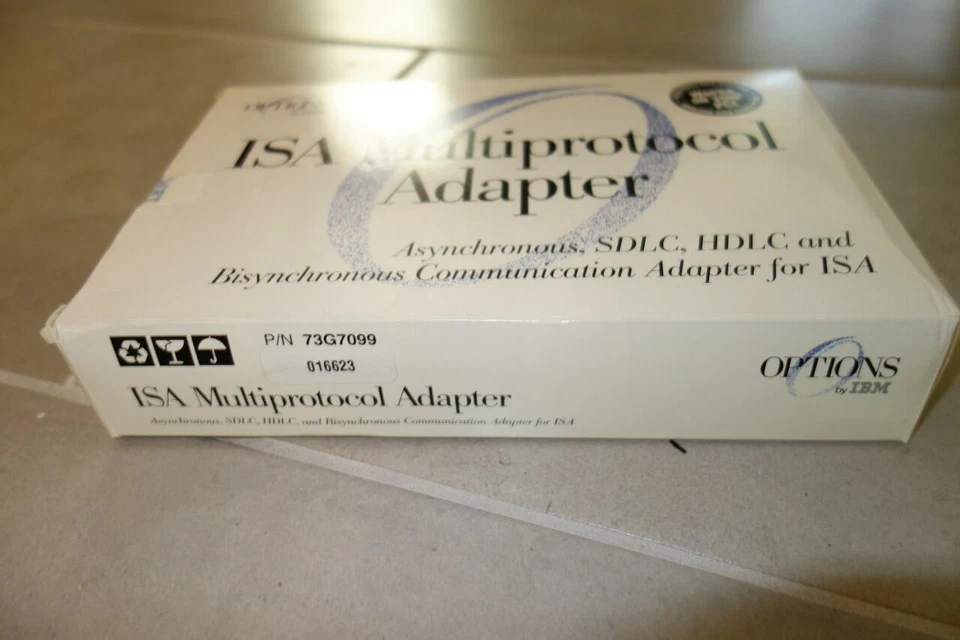 OPTIONS
ISA Multiprotocol
Adapter
Asynchronous, SDLC, HDLC and
Bisynchronous Communication Adapter for ISA
P/N 73G7099
016623
ISA Multiprotocol Adapter
Asynchronous, SDLC, HDLC, and Bisynchronous Communication Adapter for ISA
OPTIONS
by IBM